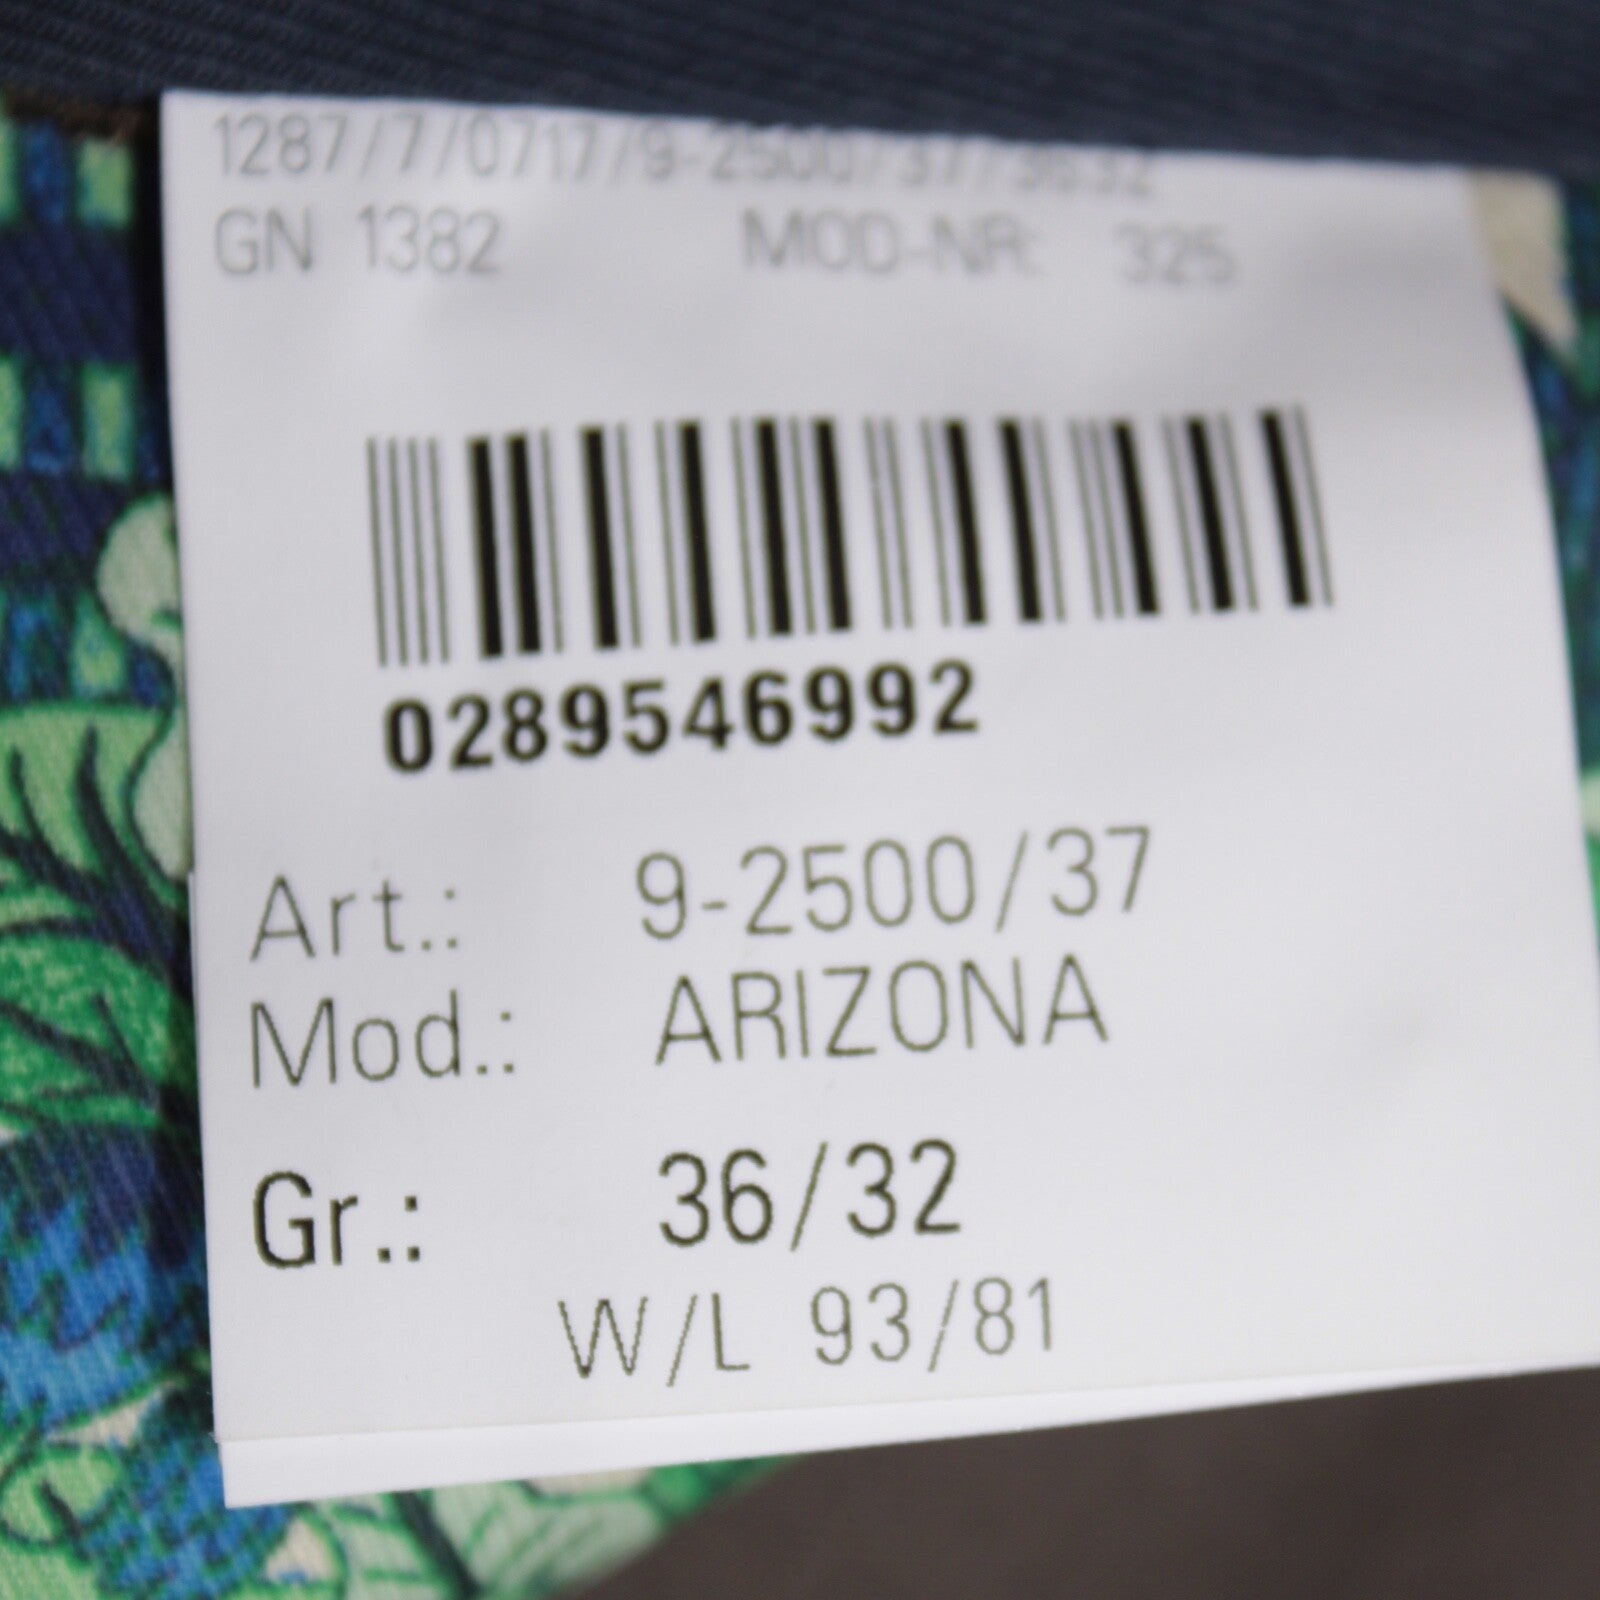 1287/7/0717/9-2500/37/3632
GN 1382 MOD-NR: 325
0289546992
Art.: 9-2500/37
Mod.: ARIZONA
Gr.: 36/32
W/L 93/81